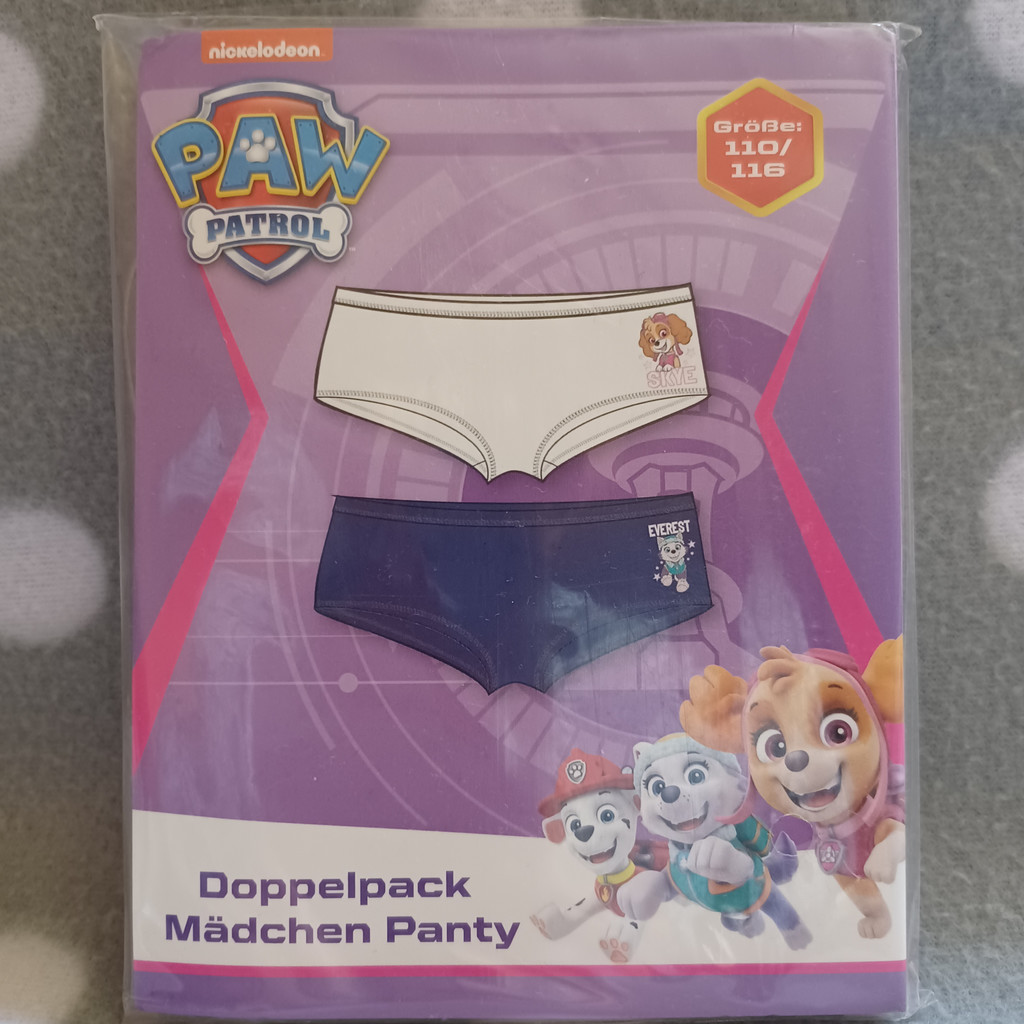 nickelodeon
PAW
PATROL
Größe:
110/
116
SKYE
EVEREST
Doppelpack
Mädchen Panty